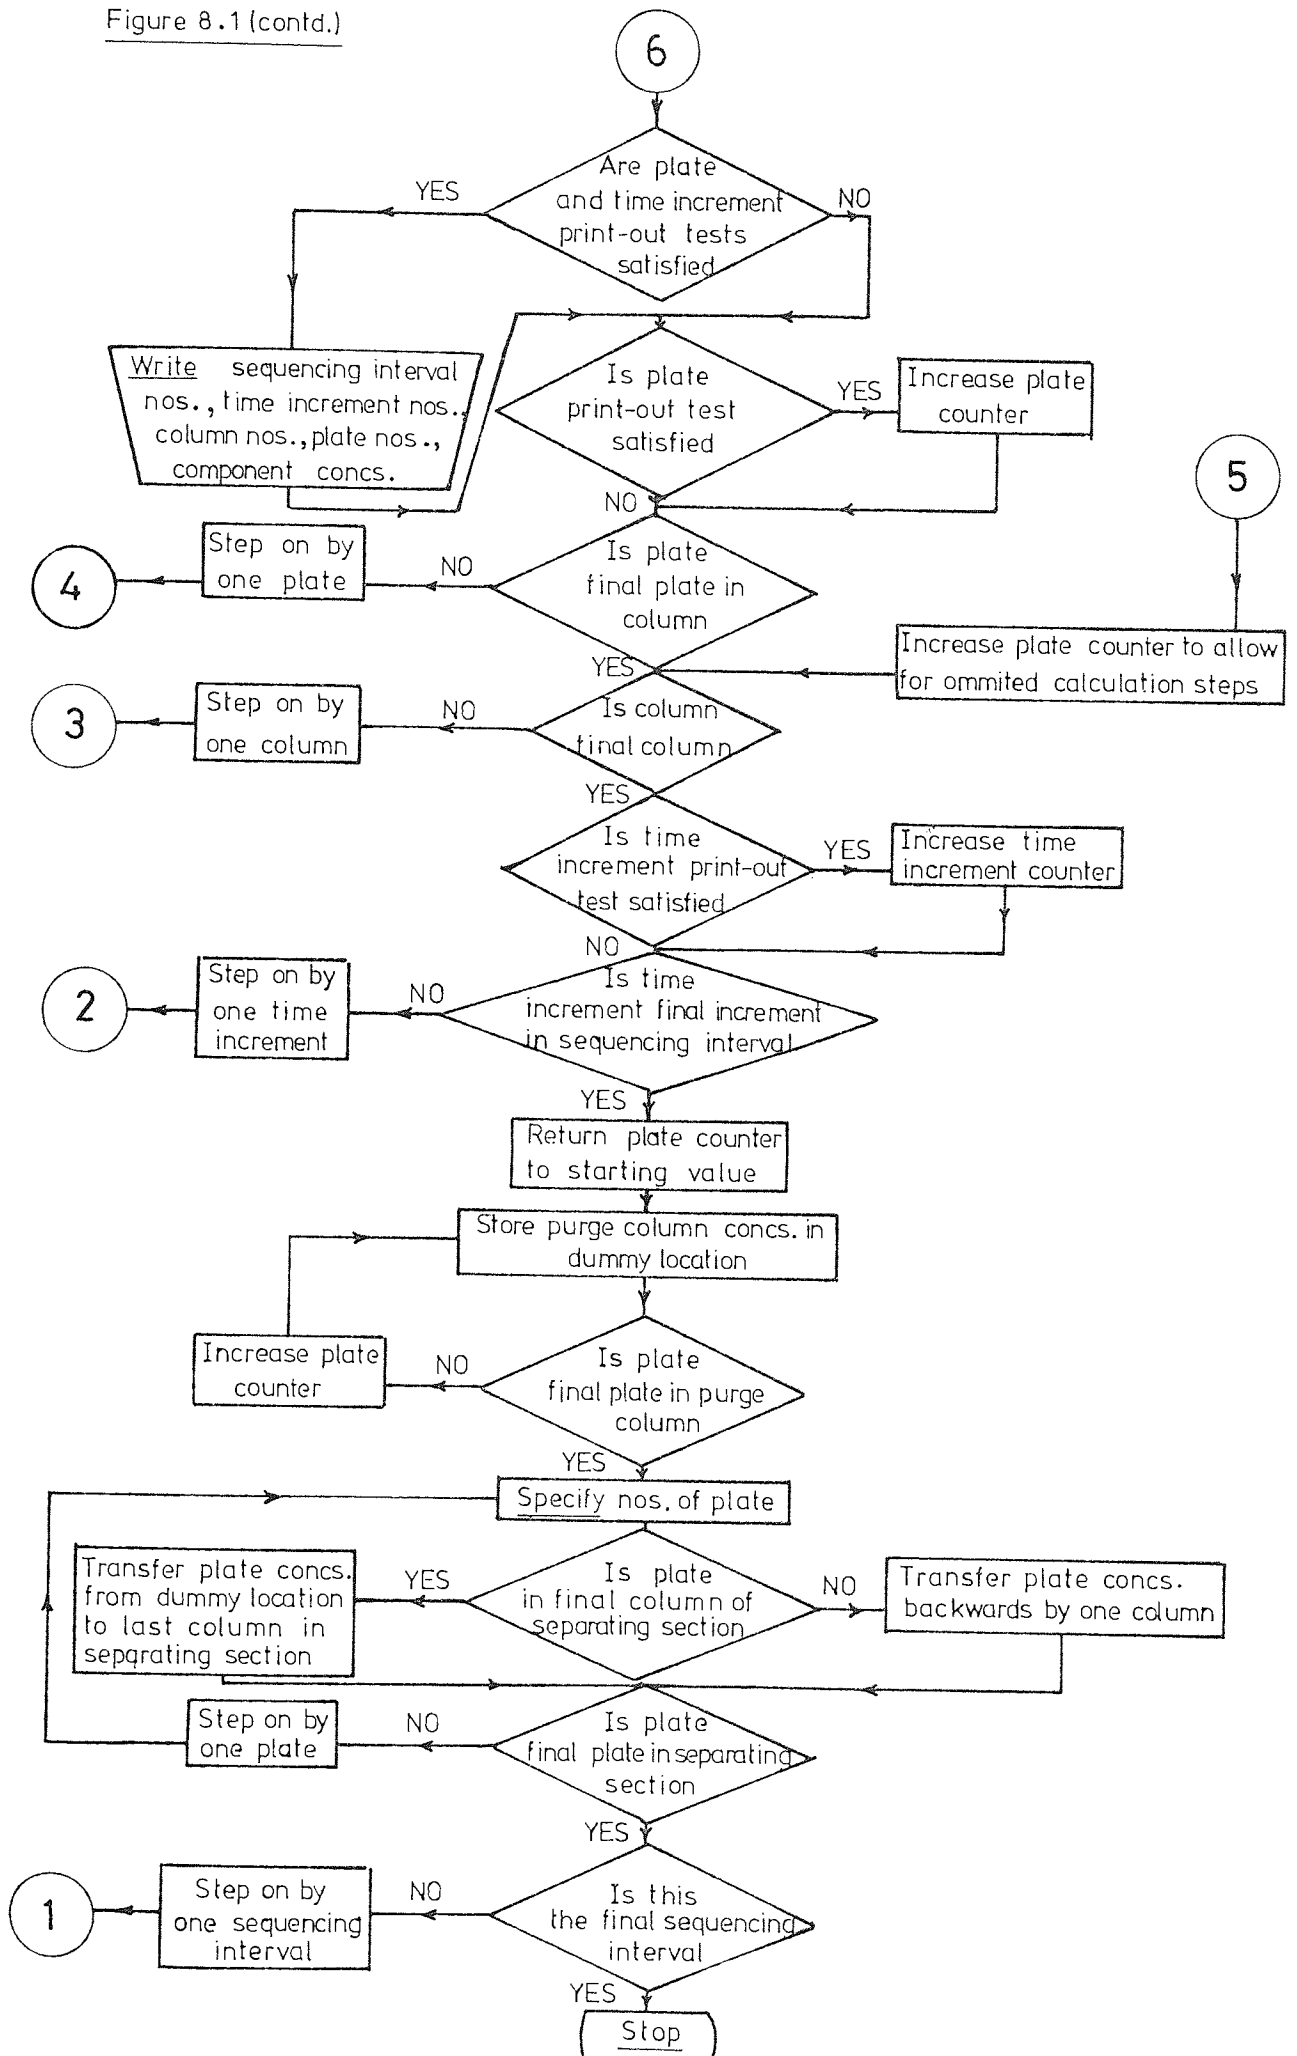 Figure 8.1 (contd.)
6
Are plate
and time increment
print-out tests
satisfied
YES
NO
Write sequencing interval
nos., time increment nos.,
column nos., plate nos.,
component concs.
Is plate
print-out test
satisfied
YES
Increase plate
counter
5
NO
Is plate
final plate in
column
NO
Step on by
one plate
4
Increase plate counter to allow
for ommited calculation steps
YES
Is column
final column
NO
Step on by
one column
3
YES
Is time
increment print-out
test satisfied
YES
Increase time
increment counter
NO
Is time
increment final increment
in sequencing interval
NO
Step on by
one time
increment
2
YES
Return plate counter
to starting value
Store purge column concs. in
dummy location
Is plate
final plate in purge
column
NO
Increase plate
counter
YES
Specify nos. of plate
Is plate
in final column of
separating section
YES
Transfer plate concs.
from dummy location
to last column in
separating section
NO
Transfer plate concs.
backwards by one column
Is plate
final plate in separating
section
NO
Step on by
one plate
YES
Is this
the final sequencing
interval
NO
Step on by
one sequencing
interval
1
YES
Stop